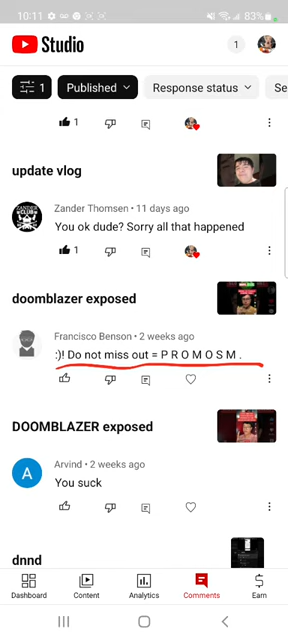 10:11
83%
Studio
1
1
Published
Response status
Se
1
update vlog
ZANDER
CLUB
Zander Thomsen • 11 days ago
You ok dude? Sorry all that happened
1
doomblazer exposed
Francisco Benson • 2 weeks ago
:)! Do not miss out = P R O M O S M .
DOOMBLAZER exposed
A
Arvind • 2 weeks ago
You suck
dnnd
Dashboard
Content
Analytics
Comments
Earn